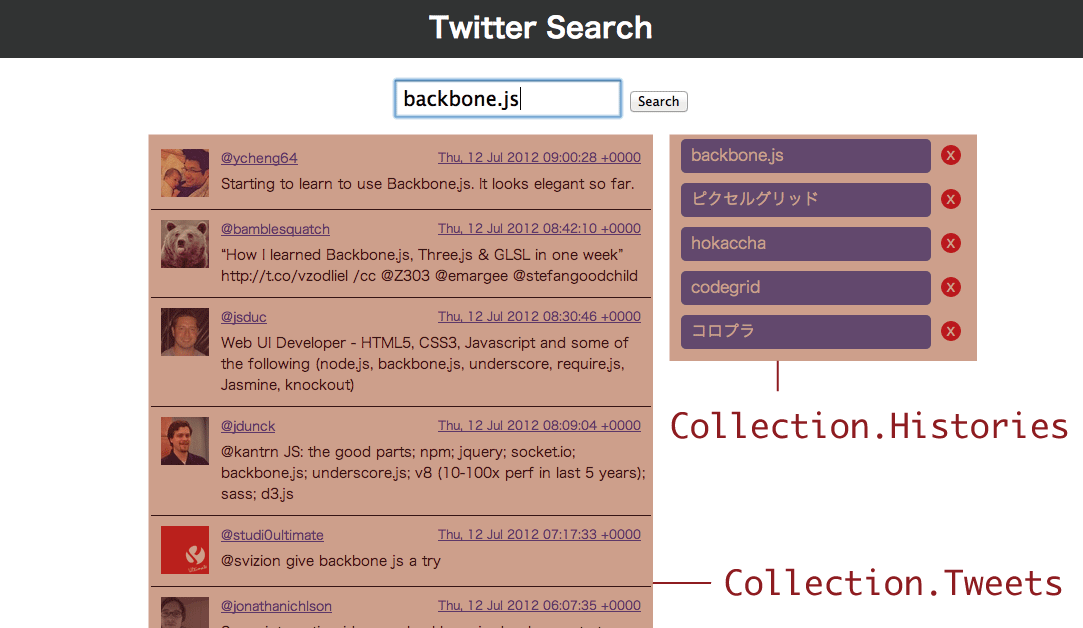 Twitter Search
backbone.js
Search
@ycheng64
Thu, 12 Jul 2012 09:00:28 +0000
Starting to learn to use Backbone.js. It looks elegant so far.
@bamblesquatch
Thu, 12 Jul 2012 08:42:10 +0000
“How I learned Backbone.js, Three.js & GLSL in one week”
http://t.co/vzodliel /cc @Z303 @emargee @stefangoodchild
@jsduc
Thu, 12 Jul 2012 08:30:46 +0000
Web UI Developer - HTML5, CSS3, Javascript and some of
the following (node.js, backbone.js, underscore, require.js,
Jasmine, knockout)
@jdunck
Thu, 12 Jul 2012 08:09:04 +0000
@kantrn JS: the good parts; npm; jquery; socket.io;
backbone.js; underscore.js; v8 (10-100x perf in last 5 years);
sass; d3.js
@studi0ultimate
Thu, 12 Jul 2012 07:17:33 +0000
@svizion give backbone js a try
@jonathanichlson
Thu, 12 Jul 2012 06:07:35 +0000
backbone.js
X
ピクセルグリッド
X
hokaccha
X
codegrid
X
コロプラ
X
Collection.Histories
Collection.Tweets